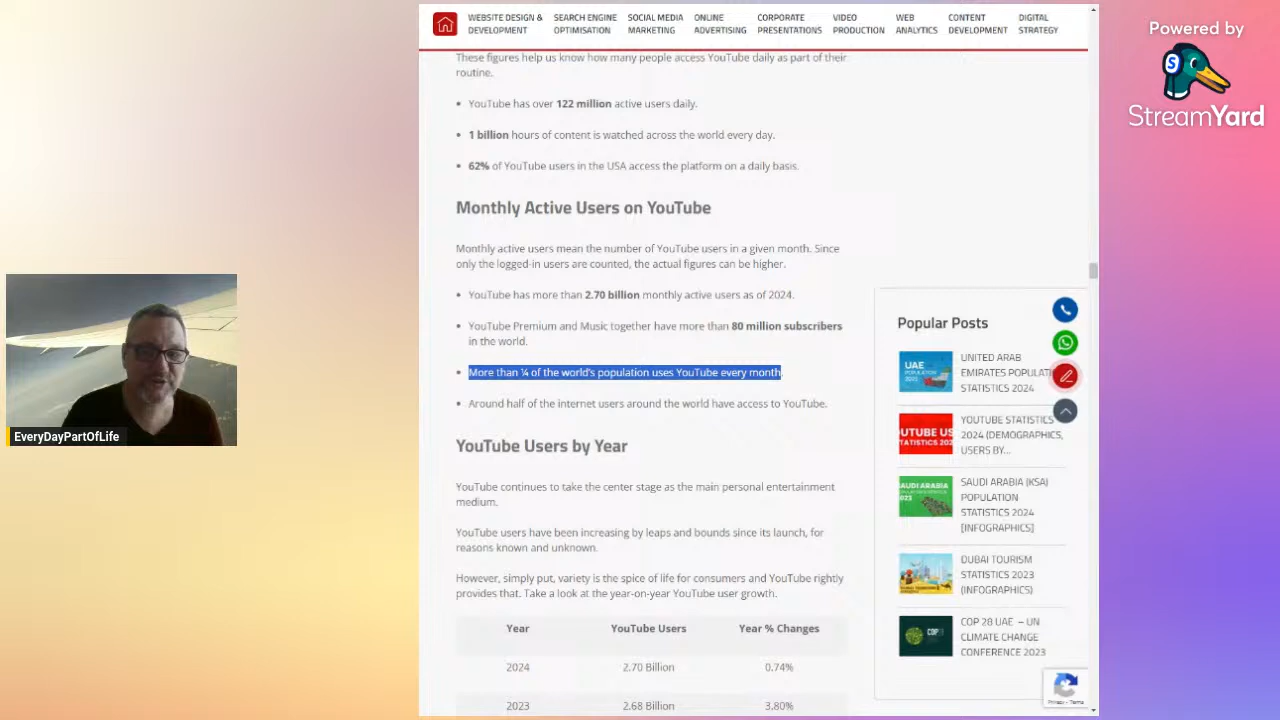 WEBSITE DESIGN &
DEVELOPMENT
SEARCH ENGINE
OPTIMISATION
SOCIAL MEDIA
MARKETING
ONLINE
ADVERTISING
CORPORATE
PRESENTATIONS
VIDEO
PRODUCTION
WEB
ANALYTICS
CONTENT
DEVELOPMENT
DIGITAL
STRATEGY
Powered by
StreamYard
These figures help us know how many people access YouTube daily as part of their
routine.
• YouTube has over 122 million active users daily.
• 1 billion hours of content is watched across the world every day.
• 62% of YouTube users in the USA access the platform on a daily basis.
Monthly Active Users on YouTube
Monthly active users mean the number of YouTube users in a given month. Since
only the logged-in users are counted, the actual figures can be higher.
• YouTube has more than 2.70 billion monthly active users as of 2024.
• YouTube Premium and Music together have more than 80 million subscribers
in the world.
• More than ¼ of the world's population uses YouTube every month
• Around half of the internet users around the world have access to YouTube.
YouTube Users by Year
YouTube continues to take the center stage as the main personal entertainment
medium.
YouTube users have been increasing by leaps and bounds since its launch, for
reasons known and unknown.
However, simply put, variety is the spice of life for consumers and YouTube rightly
provides that. Take a look at the year-on-year YouTube user growth.
Year YouTube Users Year % Changes
2024 2.70 Billion 0.74%
2023 2.68 Billion 3.80%
Popular Posts
UAE
POPULATION
UNITED ARAB
EMIRATES POPULAT
STATISTICS 2024
OUTUBE US
TATISTICS 202
YOUTUBE STATISTICS
2024 (DEMOGRAPHICS,
USERS BY...
SAUDI ARABIA (KSA)
POPULATION
STATISTICS 2024
[INFOGRAPHICS]
DUBAI TOURISM
STATISTICS 2023
(INFOGRAPHICS)
COP
COP 28 UAE – UN
CLIMATE CHANGE
CONFERENCE 2023
Privacy - Terms
EveryDayPartOfLife